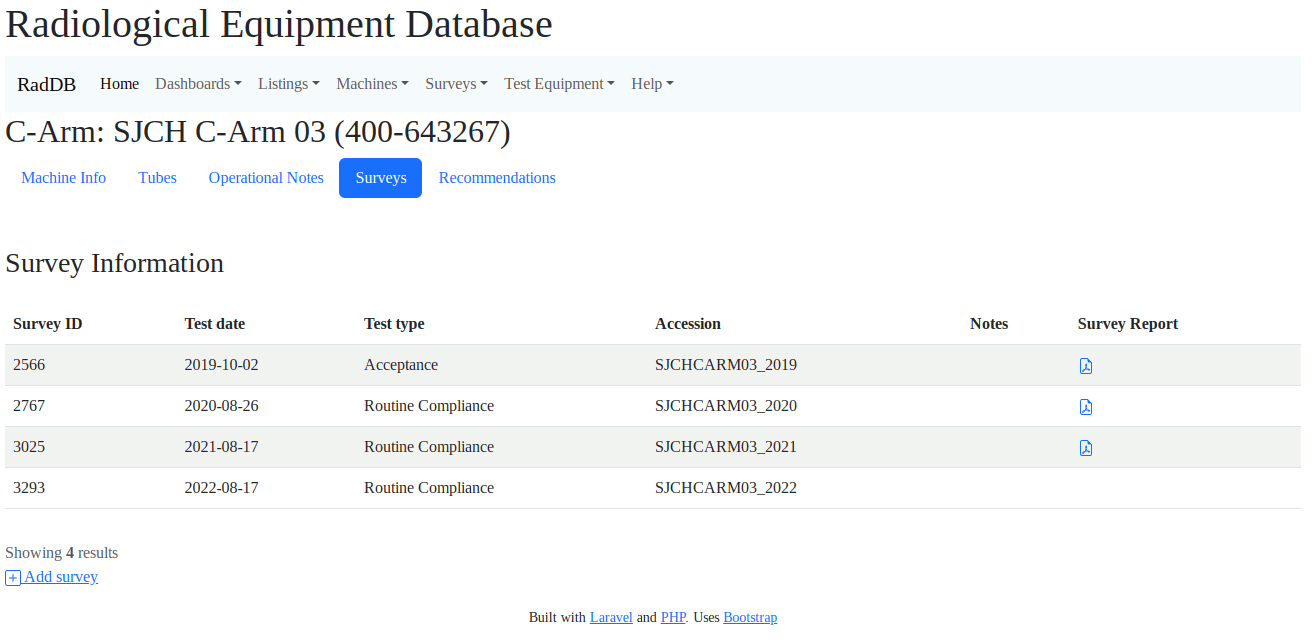 Radiological Equipment Database
RadDB Home Dashboards Listings Machines Surveys Test Equipment Help
C-Arm: SJCH C-Arm 03 (400-643267)
Machine Info Tubes Operational Notes Surveys Recommendations
Survey Information
Survey ID Test date Test type Accession Notes Survey Report
2566 2019-10-02 Acceptance SJCHCARM03_2019
2767 2020-08-26 Routine Compliance SJCHCARM03_2020
3025 2021-08-17 Routine Compliance SJCHCARM03_2021
3293 2022-08-17 Routine Compliance SJCHCARM03_2022
Showing 4 results
Add survey
Built with Laravel and PHP. Uses Bootstrap